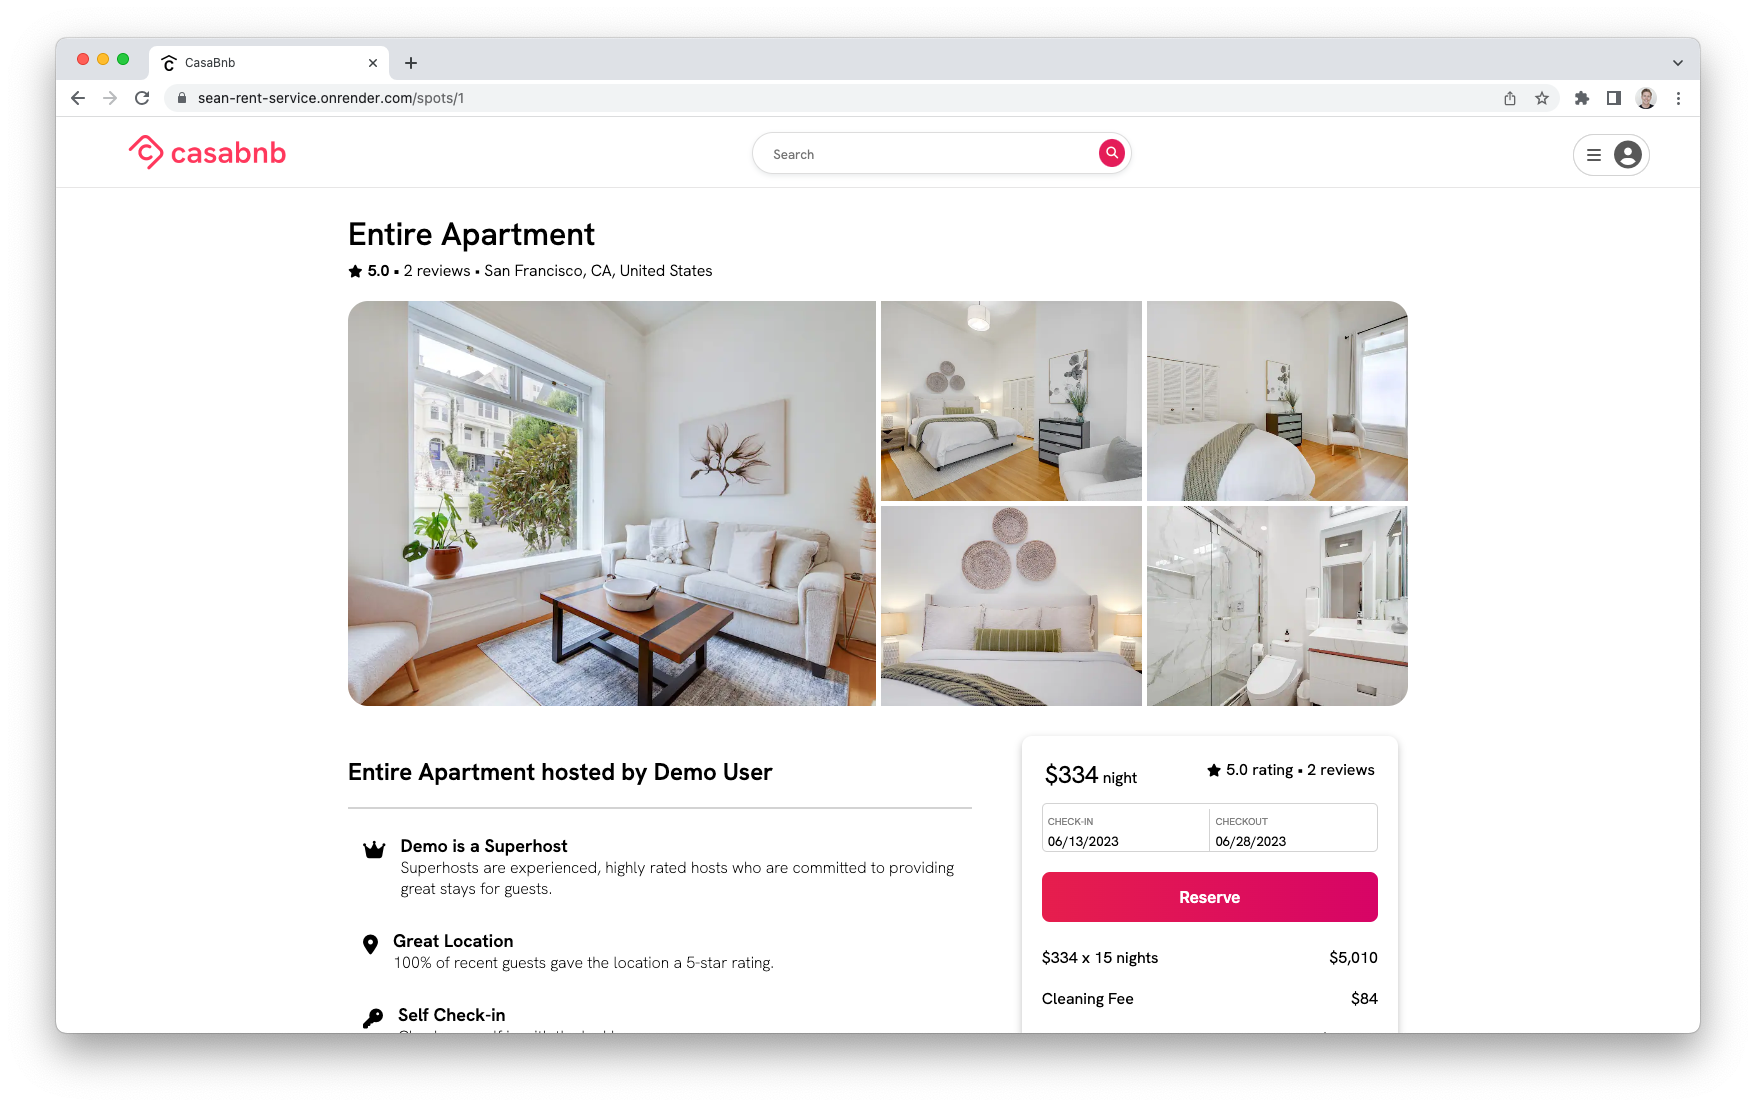 CasaBnb
sean-rent-service.onrender.com/spots/1
casabnb
Search
Entire Apartment
5.0 ▪ 2 reviews ▪ San Francisco, CA, United States
Entire Apartment hosted by Demo User
Demo is a Superhost
Superhosts are experienced, highly rated hosts who are committed to providing
great stays for guests.
Great Location
100% of recent guests gave the location a 5-star rating.
Self Check-in
$334 night
5.0 rating ▪ 2 reviews
CHECK-IN
06/13/2023
CHECKOUT
06/28/2023
Reserve
$334 x 15 nights
$5,010
Cleaning Fee
$84